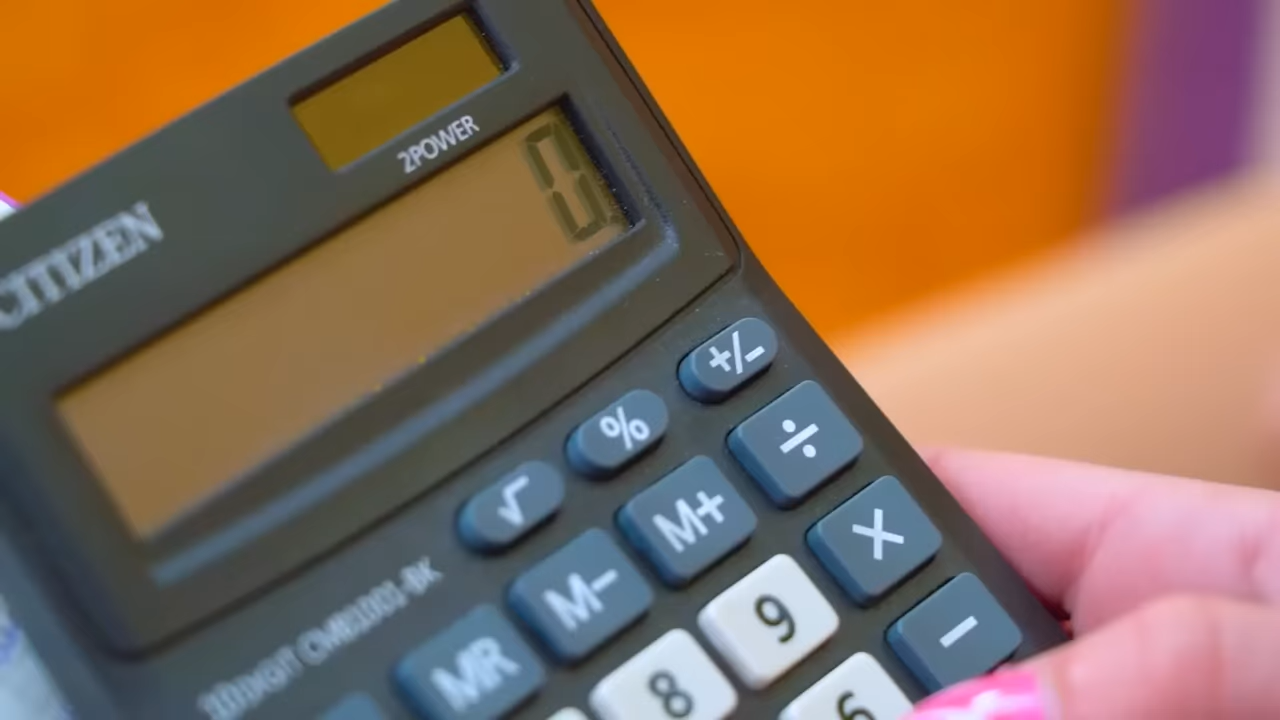 2POWER
CITIZEN
0.
+/-
√ % ÷
M- M+ ×
MR 8 9 −
6